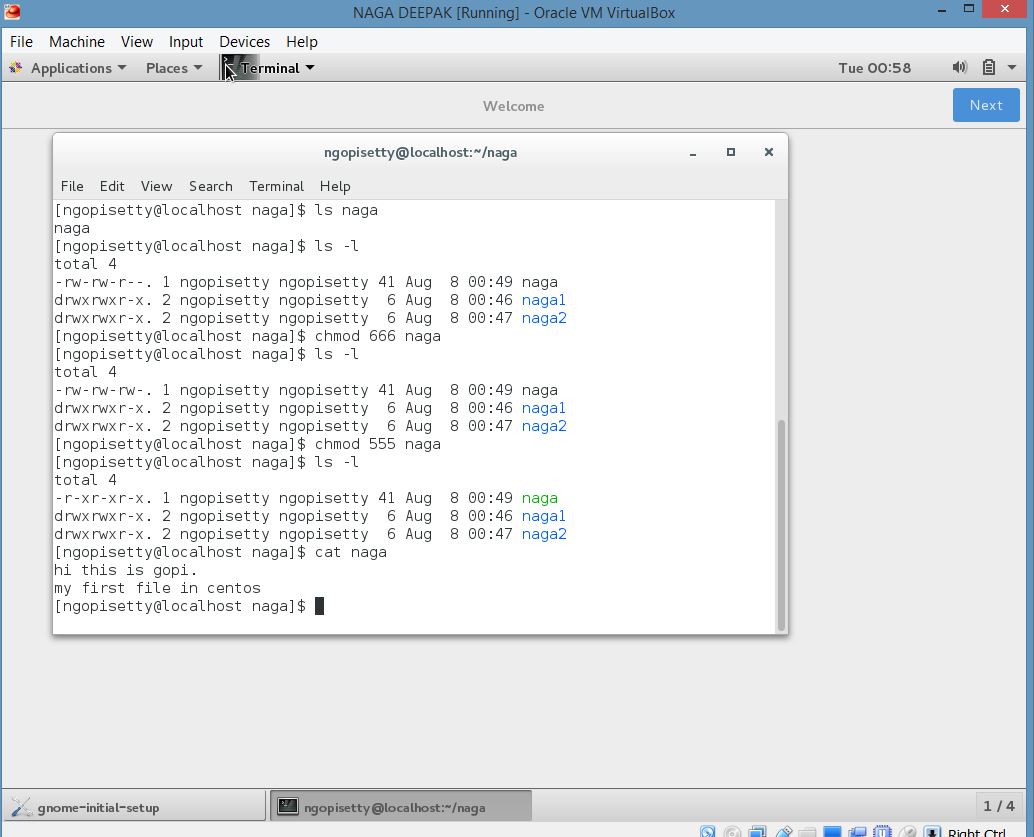 NAGA DEEPAK [Running] - Oracle VM VirtualBox
File Machine View Input Devices Help
Applications Places Terminal Tue 00:58
Welcome
Next
ngopisetty@localhost:~/naga
File Edit View Search Terminal Help
[ngopisetty@localhost naga]$ ls naga
naga
[ngopisetty@localhost naga]$ ls -l
total 4
-rw-rw-r--. 1 ngopisetty ngopisetty 41 Aug  8 00:49 naga
drwxrwxr-x. 2 ngopisetty ngopisetty  6 Aug  8 00:46 naga1
drwxrwxr-x. 2 ngopisetty ngopisetty  6 Aug  8 00:47 naga2
[ngopisetty@localhost naga]$ chmod 666 naga
[ngopisetty@localhost naga]$ ls -l
total 4
-rw-rw-rw-. 1 ngopisetty ngopisetty 41 Aug  8 00:49 naga
drwxrwxr-x. 2 ngopisetty ngopisetty  6 Aug  8 00:46 naga1
drwxrwxr-x. 2 ngopisetty ngopisetty  6 Aug  8 00:47 naga2
[ngopisetty@localhost naga]$ chmod 555 naga
[ngopisetty@localhost naga]$ ls -l
total 4
-r-xr-xr-x. 1 ngopisetty ngopisetty 41 Aug  8 00:49 naga
drwxrwxr-x. 2 ngopisetty ngopisetty  6 Aug  8 00:46 naga1
drwxrwxr-x. 2 ngopisetty ngopisetty  6 Aug  8 00:47 naga2
[ngopisetty@localhost naga]$ cat naga
hi this is gopi.
my first file in centos
[ngopisetty@localhost naga]$
gnome-initial-setup ngopisetty@localhost:~/naga 1 / 4
Right Ctrl